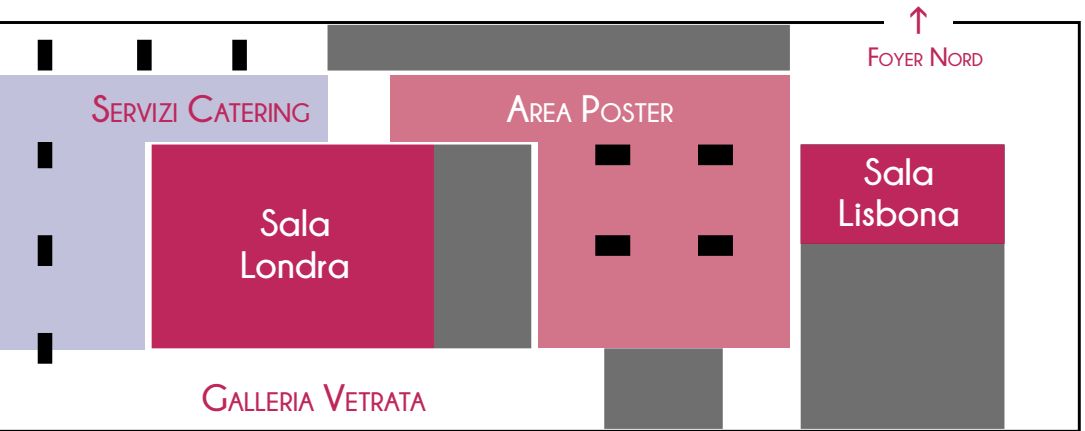 ↑
Foyer Nord
Servizi Catering
Area Poster
Sala
Londra
Sala
Lisbona
Galleria Vetrata